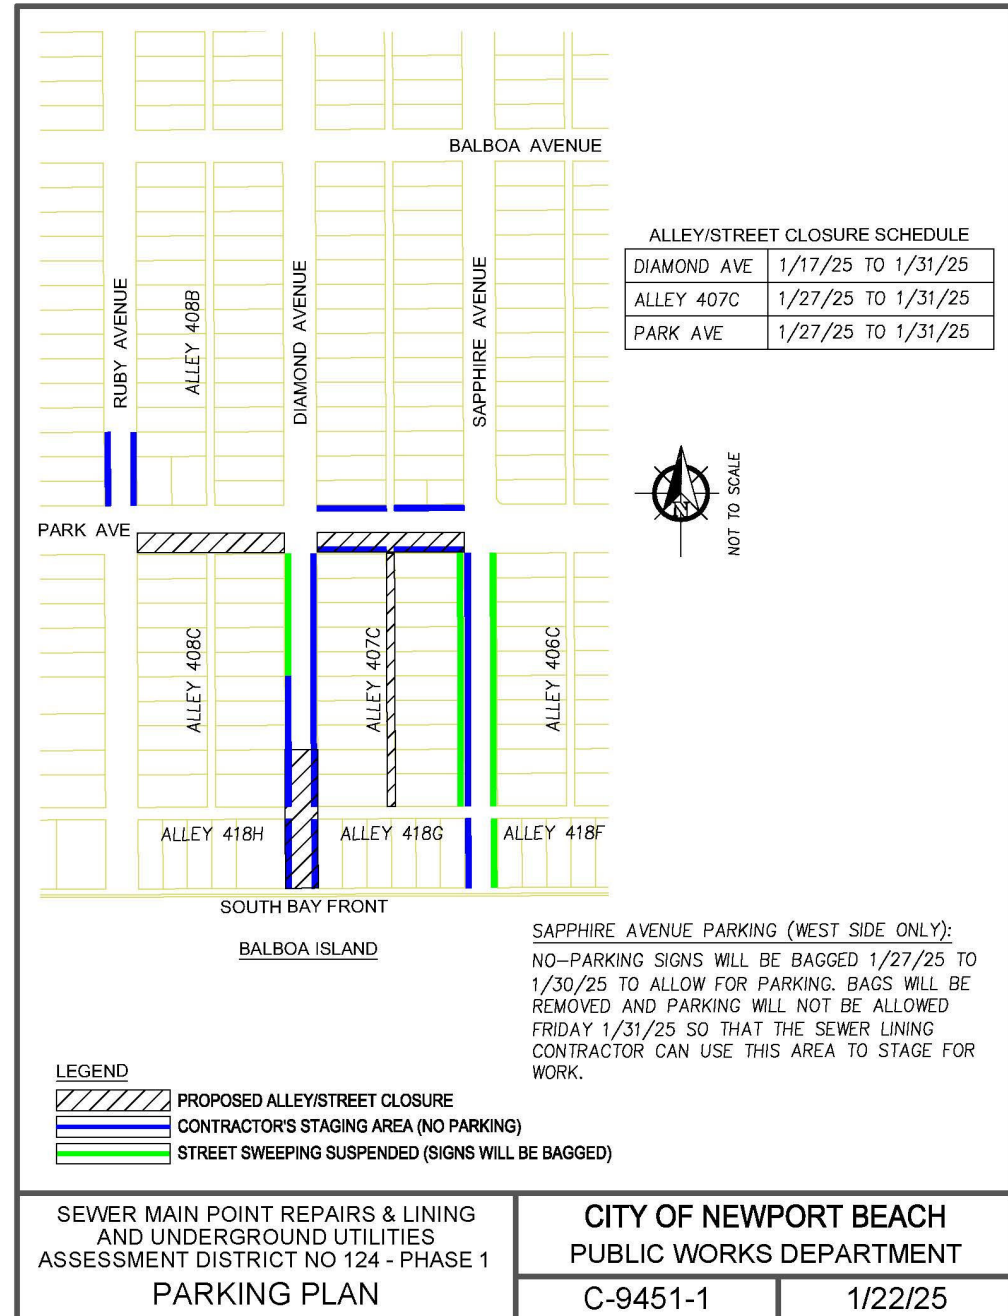 BALBOA AVENUE
ALLEY/STREET CLOSURE SCHEDULE
DIAMOND AVE 1/17/25 TO 1/31/25
ALLEY 407C 1/27/25 TO 1/31/25
PARK AVE 1/27/25 TO 1/31/25
RUBY AVENUE
ALLEY 408B
DIAMOND AVENUE
SAPPHIRE AVENUE
N
NOT TO SCALE
PARK AVE
ALLEY 408C
ALLEY 407C
ALLEY 406C
ALLEY 418H
ALLEY 418G
ALLEY 418F
SOUTH BAY FRONT
BALBOA ISLAND
SAPPHIRE AVENUE PARKING (WEST SIDE ONLY):
NO-PARKING SIGNS WILL BE BAGGED 1/27/25 TO
1/30/25 TO ALLOW FOR PARKING. BAGS WILL BE
REMOVED AND PARKING WILL NOT BE ALLOWED
FRIDAY 1/31/25 SO THAT THE SEWER LINING
CONTRACTOR CAN USE THIS AREA TO STAGE FOR
WORK.
LEGEND
PROPOSED ALLEY/STREET CLOSURE
CONTRACTOR'S STAGING AREA (NO PARKING)
STREET SWEEPING SUSPENDED (SIGNS WILL BE BAGGED)
SEWER MAIN POINT REPAIRS & LINING
AND UNDERGROUND UTILITIES
ASSESSMENT DISTRICT NO 124 - PHASE 1
PARKING PLAN
CITY OF NEWPORT BEACH
PUBLIC WORKS DEPARTMENT
C-9451-1
1/22/25